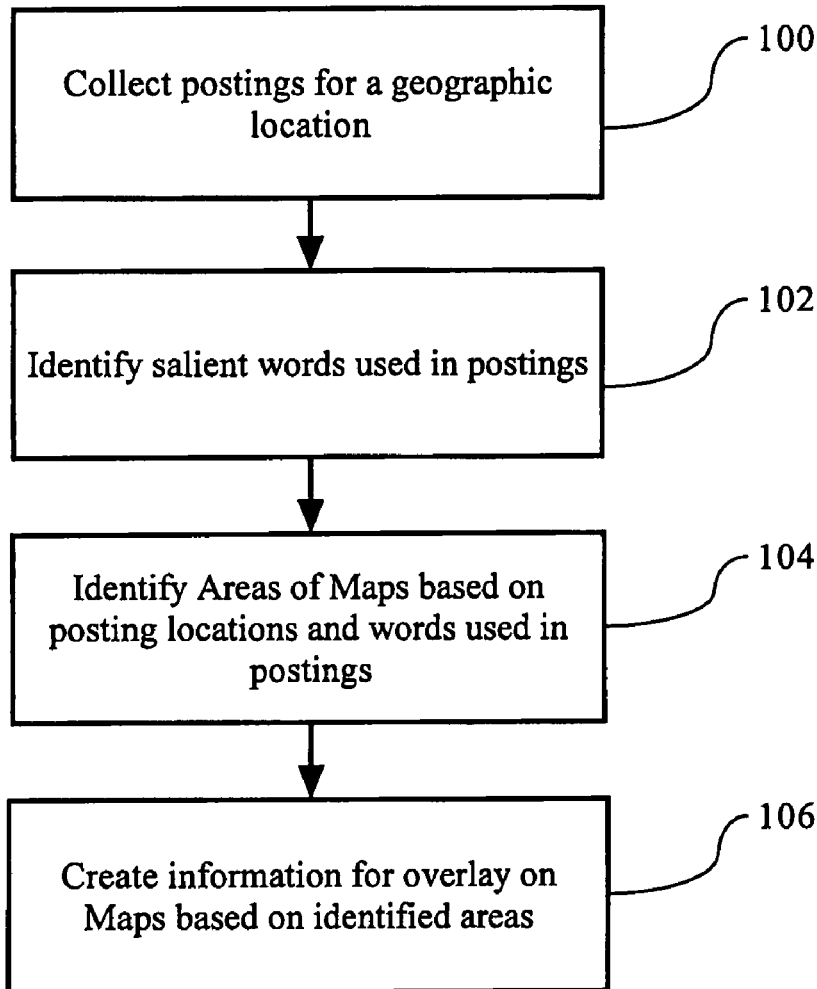 100
Collect postings for a geographic
location
102
Identify salient words used in postings
104
Identify Areas of Maps based on
posting locations and words used in
postings
106
Create information for overlay on
Maps based on identified areas